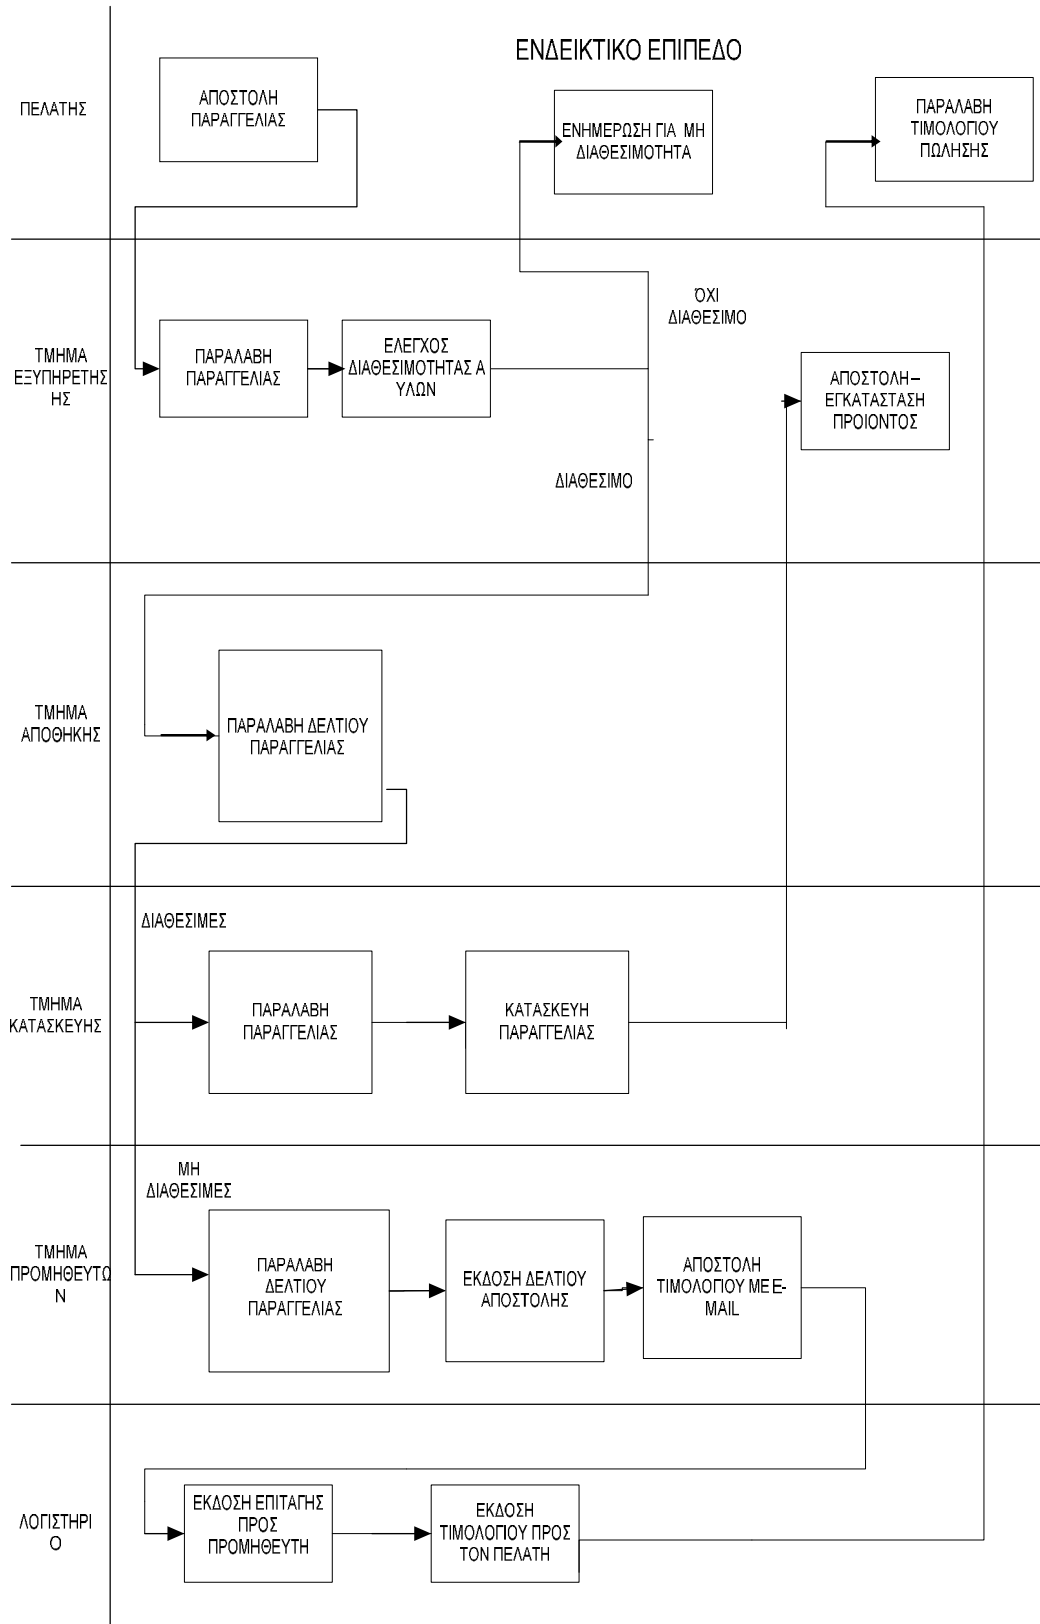 ΕΝΔΕΙΚΤΙΚΟ ΕΠΙΠΕΔΟ
ΠΕΛΑΤΗΣ
ΑΠΟΣΤΟΛΗ
ΠΑΡΑΓΓΕΛΙΑΣ
ΕΝΗΜΕΡΩΣΗ ΓΙΑ ΜΗ
ΔΙΑΘΕΣΙΜΟΤΗΤΑ
ΠΑΡΑΛΑΒΗ
ΤΙΜΟΛΟΓΙΟΥ
ΠΩΛΗΣΗΣ
ΤΜΗΜΑ
ΕΞΥΠΗΡΕΤΗΣ
ΗΣ
ΠΑΡΑΛΑΒΗ
ΠΑΡΑΓΓΕΛΙΑΣ
ΕΛΕΓΧΟΣ
ΔΙΑΘΕΣΙΜΟΤΗΤΑΣ Α
ΥΛΩΝ
ΌΧΙ
ΔΙΑΘΕΣΙΜΟ
ΔΙΑΘΕΣΙΜΟ
ΑΠΟΣΤΟΛΗ –
ΕΓΚΑΤΑΣΤΑΣΗ
ΠΡΟΙΟΝΤΟΣ
ΤΜΗΜΑ
ΑΠΟΘΗΚΗΣ
ΠΑΡΑΛΑΒΗ ΔΕΛΤΙΟΥ
ΠΑΡΑΓΓΕΛΙΑΣ
ΔΙΑΘΕΣΙΜΕΣ
ΤΜΗΜΑ
ΚΑΤΑΣΚΕΥΗΣ
ΠΑΡΑΛΑΒΗ
ΠΑΡΑΓΓΕΛΙΑΣ
ΚΑΤΑΣΚΕΥΗ
ΠΑΡΑΓΓΕΛΙΑΣ
ΜΗ
ΔΙΑΘΕΣΙΜΕΣ
ΤΜΗΜΑ
ΠΡΟΜΗΘΕΥΤΩ
Ν
ΠΑΡΑΛΑΒΗ
ΔΕΛΤΙΟΥ
ΠΑΡΑΓΓΕΛΙΑΣ
ΕΚΔΟΣΗ ΔΕΛΤΙΟΥ
ΑΠΟΣΤΟΛΗΣ
ΑΠΟΣΤΟΛΗ
ΤΙΜΟΛΟΓΙΟΥ ΜΕ E-
MAIL
ΛΟΓΙΣΤΗΡΙ
Ο
ΕΚΔΟΣΗ ΕΠΙΤΑΓΗΣ
ΠΡΟΣ
ΠΡΟΜΗΘΕΥΤΗ
ΕΚΔΟΣΗ
ΤΙΜΟΛΟΓΙΟΥ ΠΡΟΣ
ΤΟΝ ΠΕΛΑΤΗ